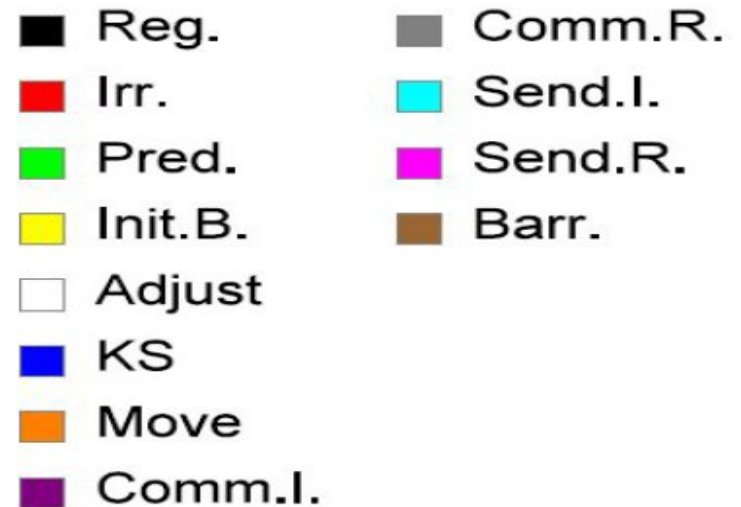 Reg.
Irr.
Pred.
Init.B.
Adjust
KS
Move
Comm.I.
Comm.R.
Send.I.
Send.R.
Barr.